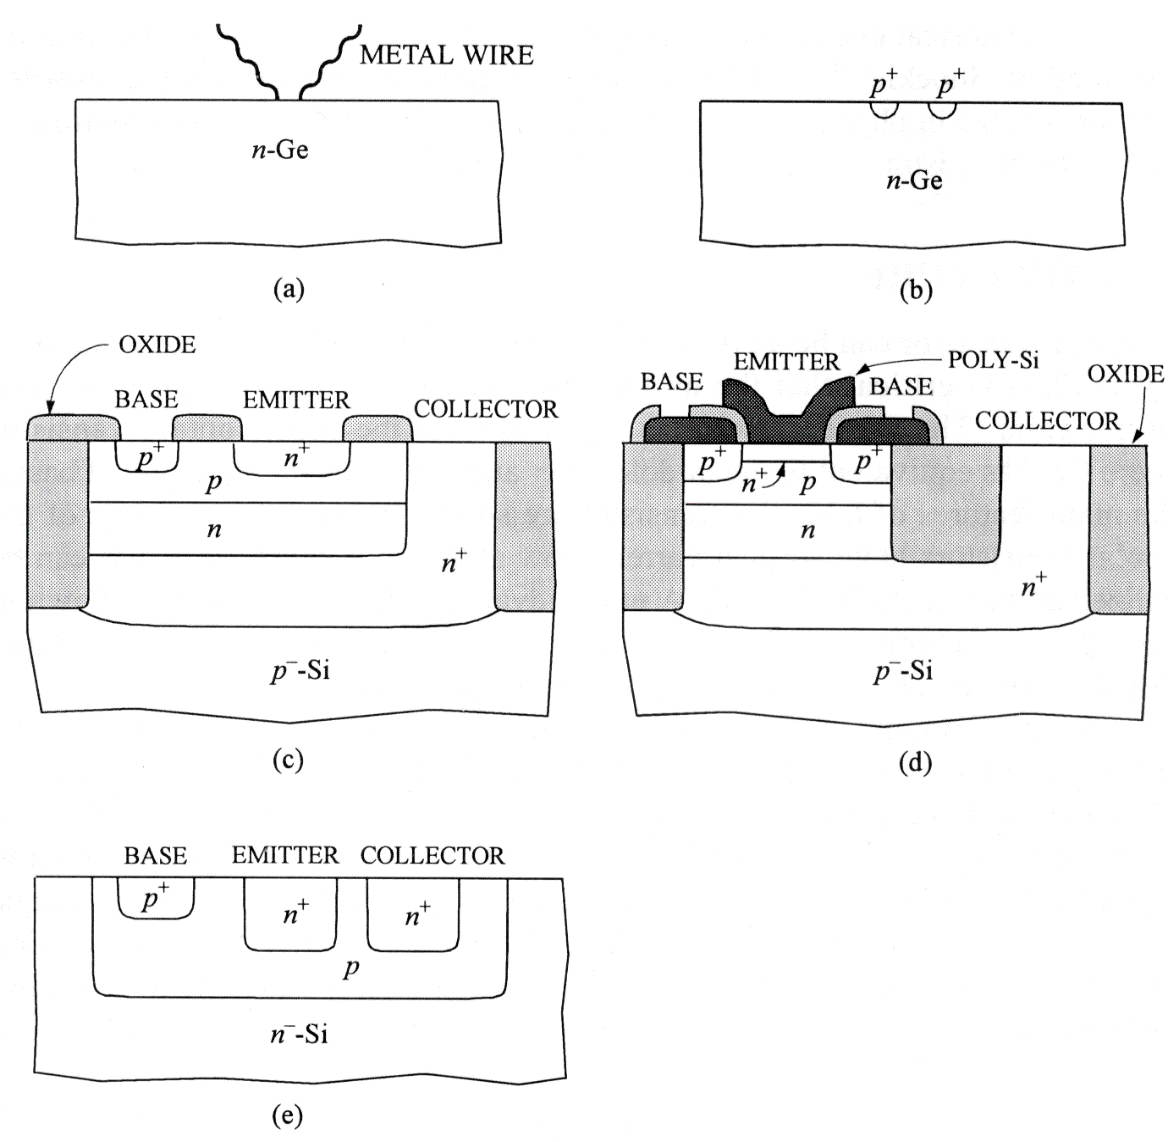 METAL WIRE
n-Ge
(a)
p⁺ p⁺
n-Ge
(b)
OXIDE
BASE EMITTER COLLECTOR
p⁺ n⁺
p
n
n⁺
p⁻-Si
(c)
EMITTER POLY-Si
BASE BASE OXIDE
COLLECTOR
p⁺ p⁺
n⁺ p
n
n⁺
p⁻-Si
(d)
BASE EMITTER COLLECTOR
p⁺ n⁺ n⁺
p
n⁻-Si
(e)